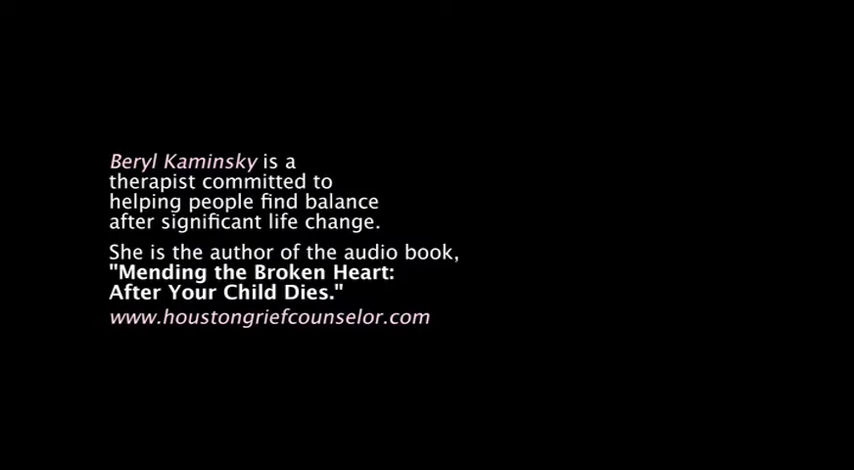 Beryl Kaminsky is a
therapist committed to
helping people find balance
after significant life change.
She is the author of the audio book,
"Mending the Broken Heart:
After Your Child Dies."
www.houstongriefcounselor.com